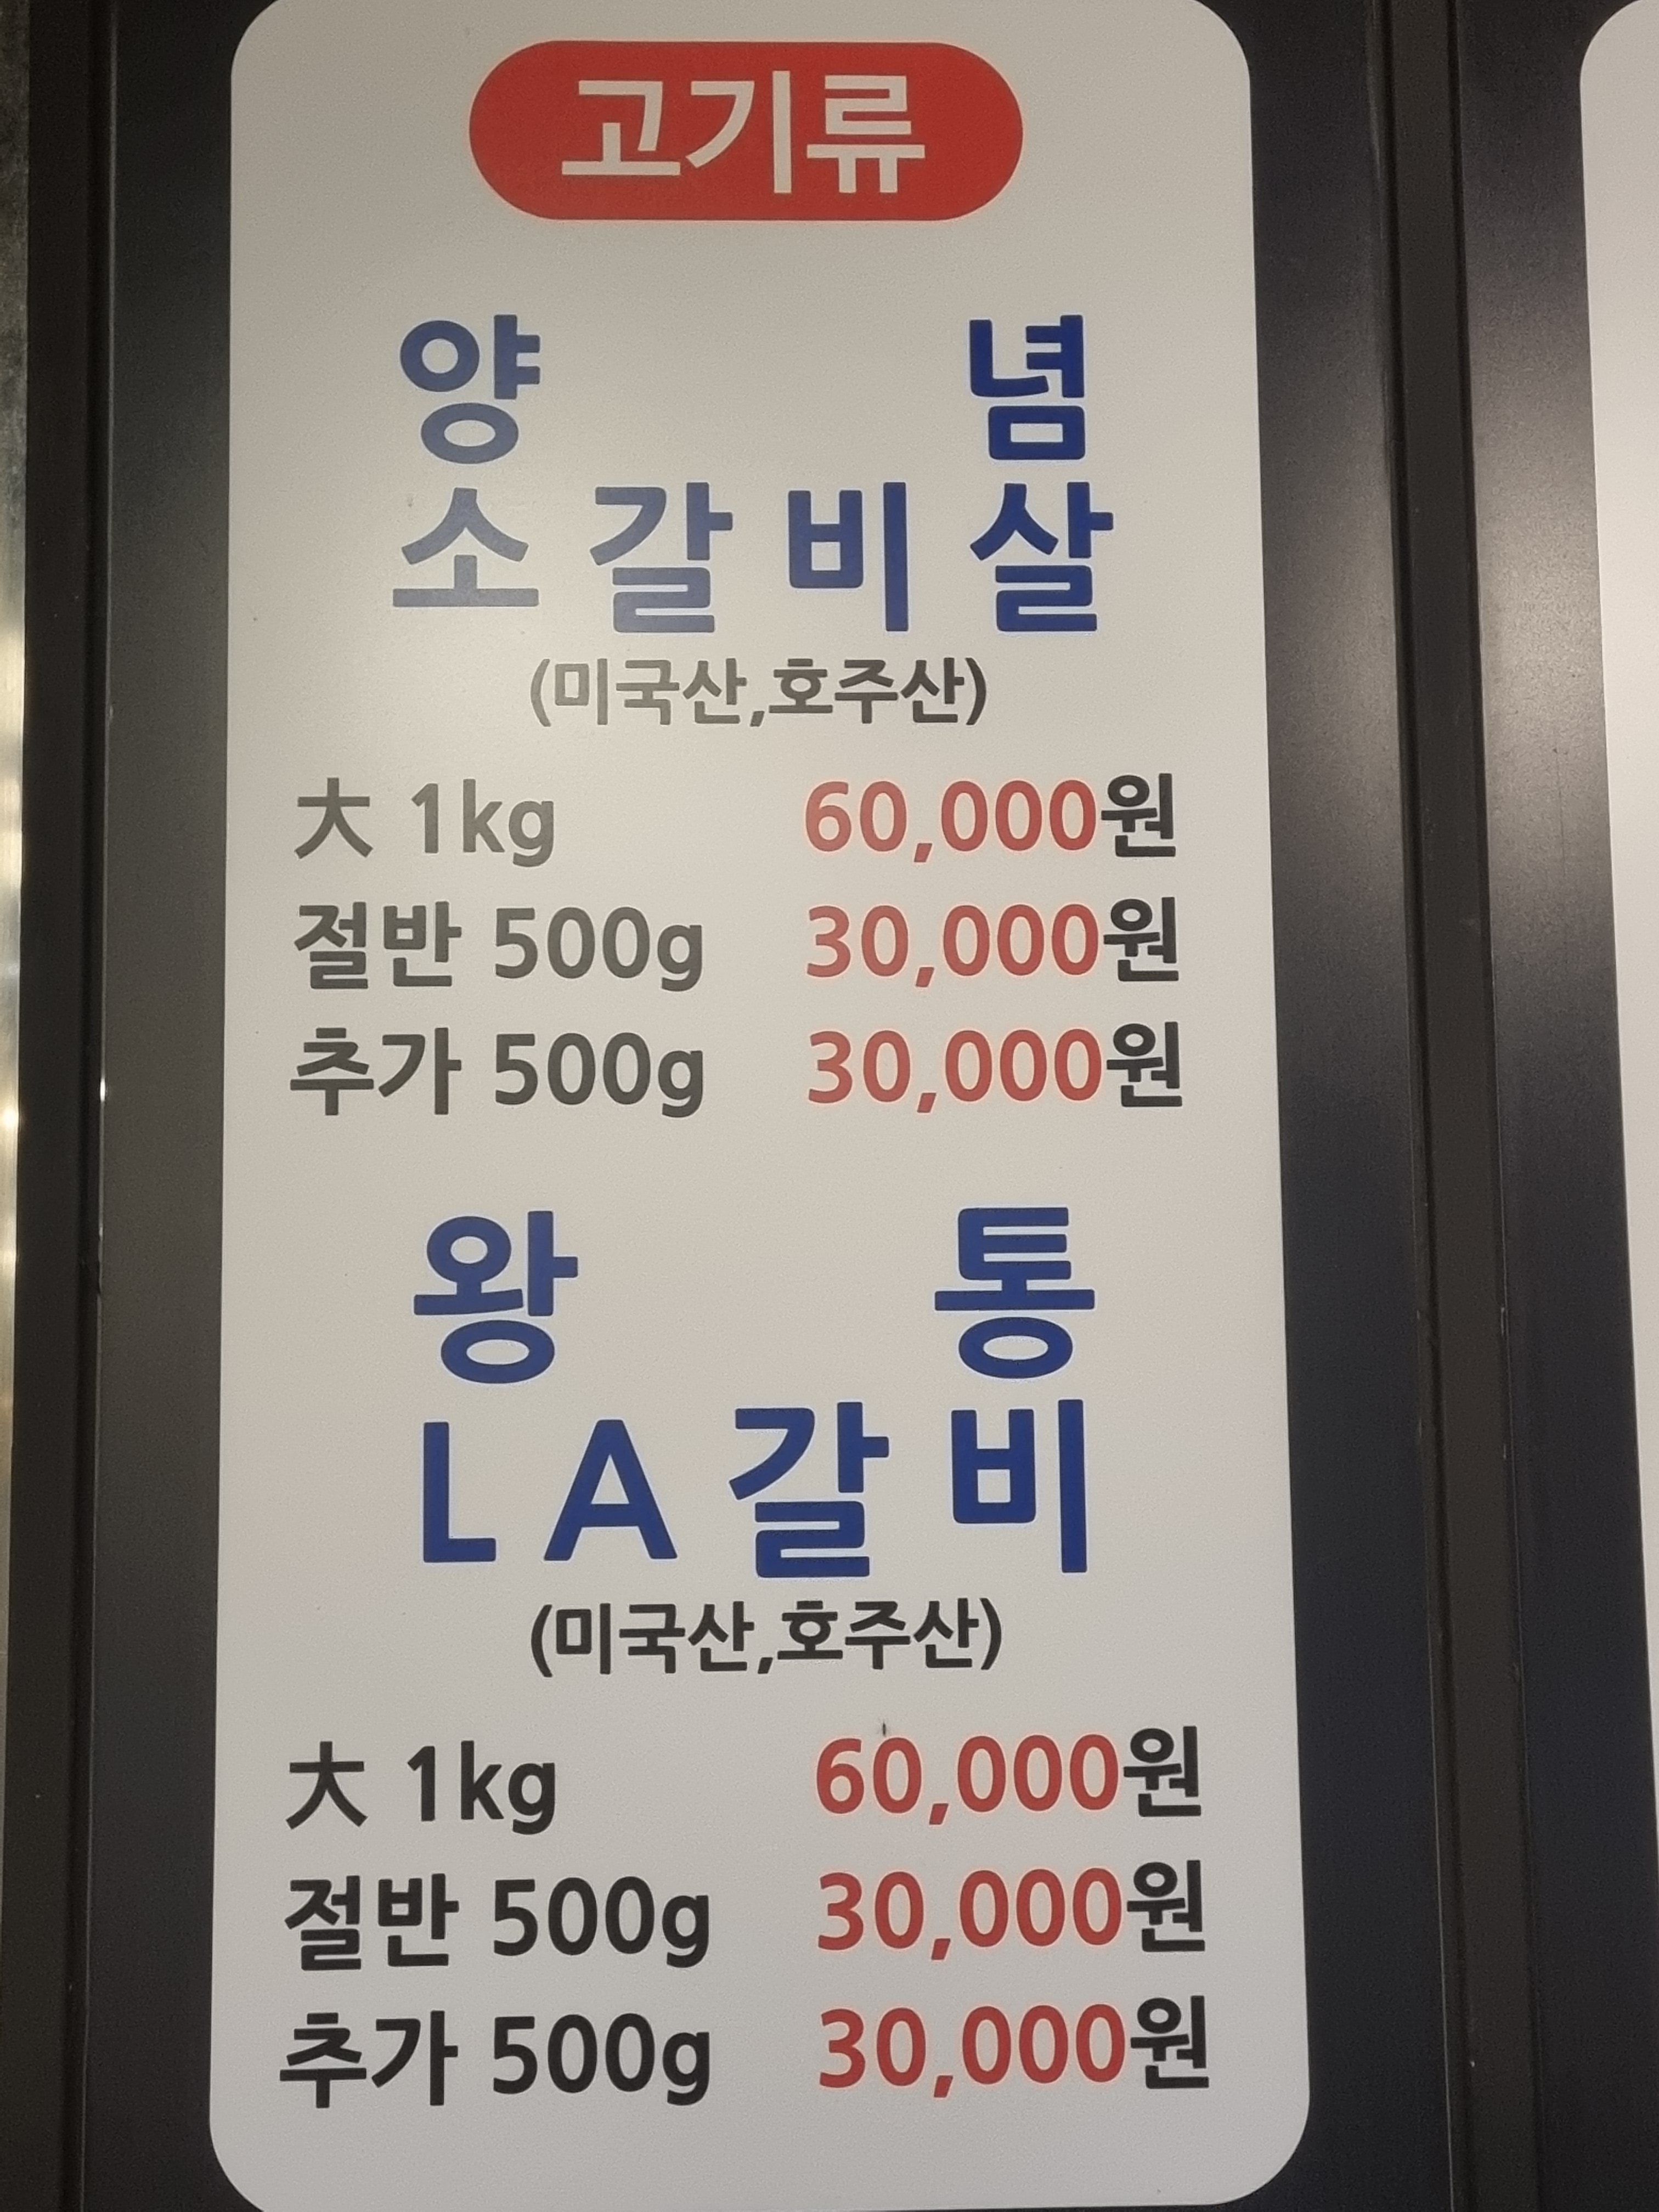 고기류
양 념
소갈비살
(미국산,호주산)
大 1kg 60,000원
절반 500g 30,000원
추가 500g 30,000원
왕 통
LA갈비
(미국산,호주산)
大 1kg 60,000원
절반 500g 30,000원
추가 500g 30,000원